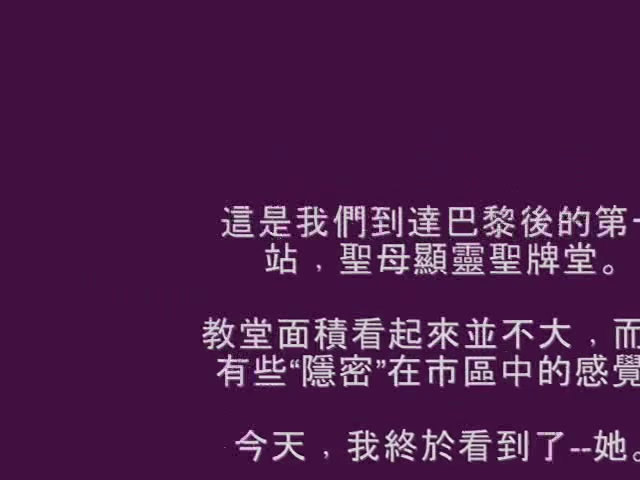 這是我們到達巴黎後的第一
站，聖母顯靈聖牌堂。
教堂面積看起來並不大，而
有些“隱密”在市區中的感覺
今天，我終於看到了--她。